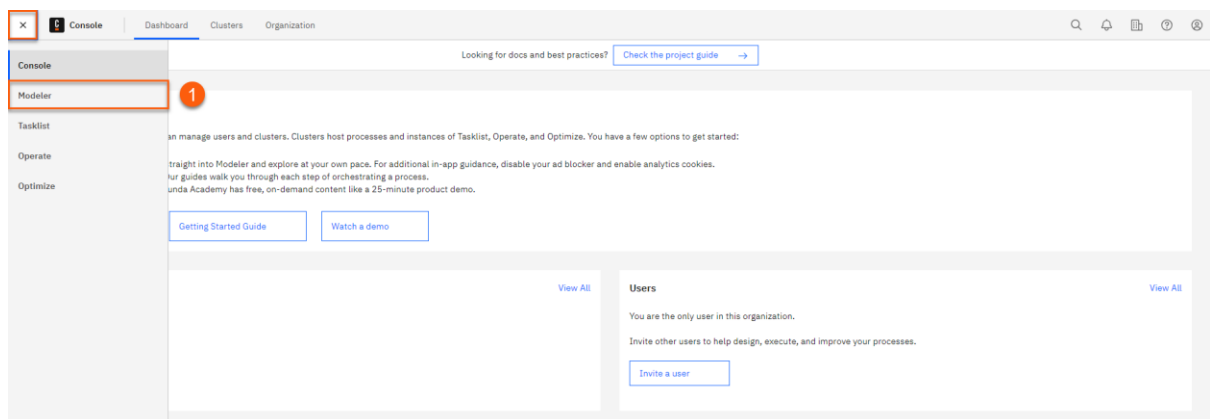 Console
Dashboard
Clusters
Organization
Looking for docs and best practices?
Check the project guide →
Console
Modeler
1
Tasklist
Operate
Optimize
an manage users and clusters. Clusters host processes and instances of Tasklist, Operate, and Optimize. You have a few options to get started:
traight into Modeler and explore at your own pace. For additional in-app guidance, disable your ad blocker and enable analytics cookies.
ur guides walk you through each step of orchestrating a process.
unda Academy has free, on-demand content like a 25-minute product demo.
Getting Started Guide
Watch a demo
View All
Users
View All
You are the only user in this organization.
Invite other users to help design, execute, and improve your processes.
Invite a user